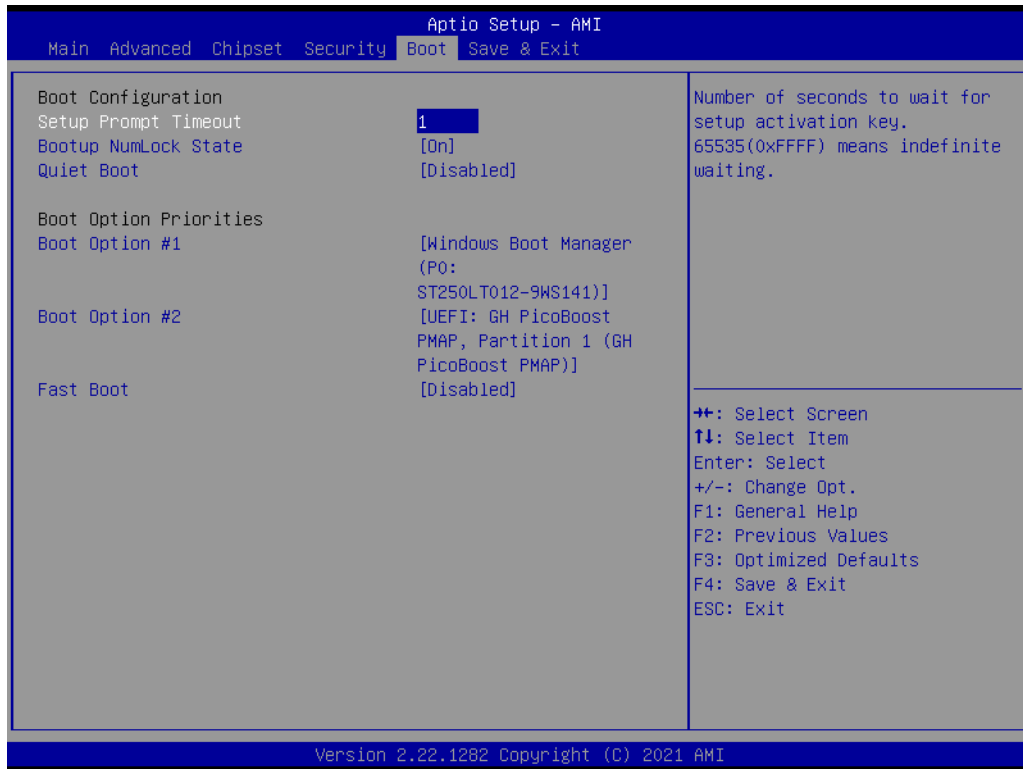 Aptio Setup – AMI
Main Advanced Chipset Security Boot Save & Exit
Boot Configuration
Setup Prompt Timeout 1
Bootup NumLock State [On]
Quiet Boot [Disabled]
Boot Option Priorities
Boot Option #1 [Windows Boot Manager
(P0:
ST250LT012-9WS141)]
Boot Option #2 [UEFI: GH PicoBoost
PMAP, Partition 1 (GH
PicoBoost PMAP)]
Fast Boot [Disabled]
Number of seconds to wait for
setup activation key.
65535(0xFFFF) means indefinite
waiting.
→←: Select Screen
↑↓: Select Item
Enter: Select
+/-: Change Opt.
F1: General Help
F2: Previous Values
F3: Optimized Defaults
F4: Save & Exit
ESC: Exit
Version 2.22.1282 Copyright (C) 2021 AMI